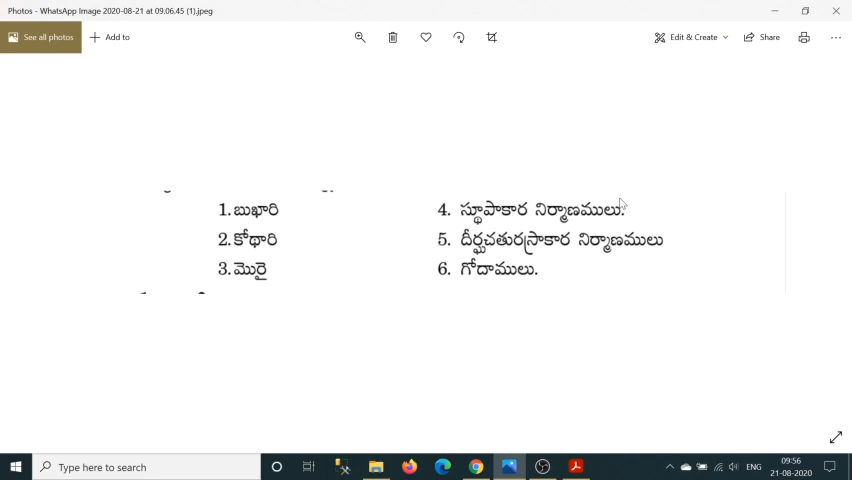 Photos - WhatsApp Image 2020-08-21 at 09.06.45 (1).jpeg
See all photos + Add to Edit & Create Share
1.బుఖారి 4. స్థూపాకార నిర్మాణములు.
2.కోఠారి 5. దీర్ఘచతురస్రాకార నిర్మాణములు
3.మొరై 6. గోదాములు.
Type here to search ENG 09:56
21-08-2020